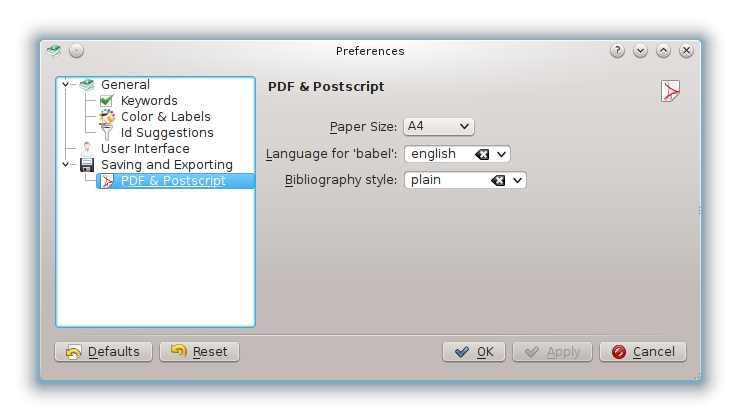 Preferences
General
Keywords
Color & Labels
Id Suggestions
User Interface
Saving and Exporting
PDF & Postscript
PDF & Postscript
Paper Size: A4
Language for 'babel': english
Bibliography style: plain
Defaults Reset OK Apply Cancel